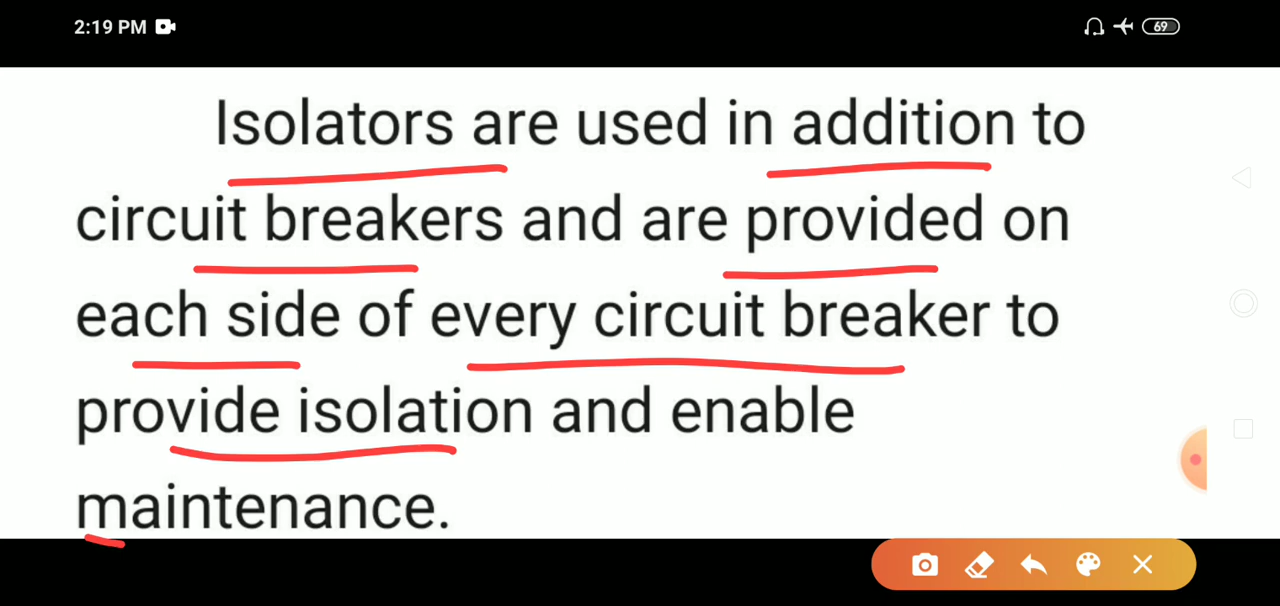 2:19 PM
69
Isolators are used in addition to
circuit breakers and are provided on
each side of every circuit breaker to
provide isolation and enable
maintenance.